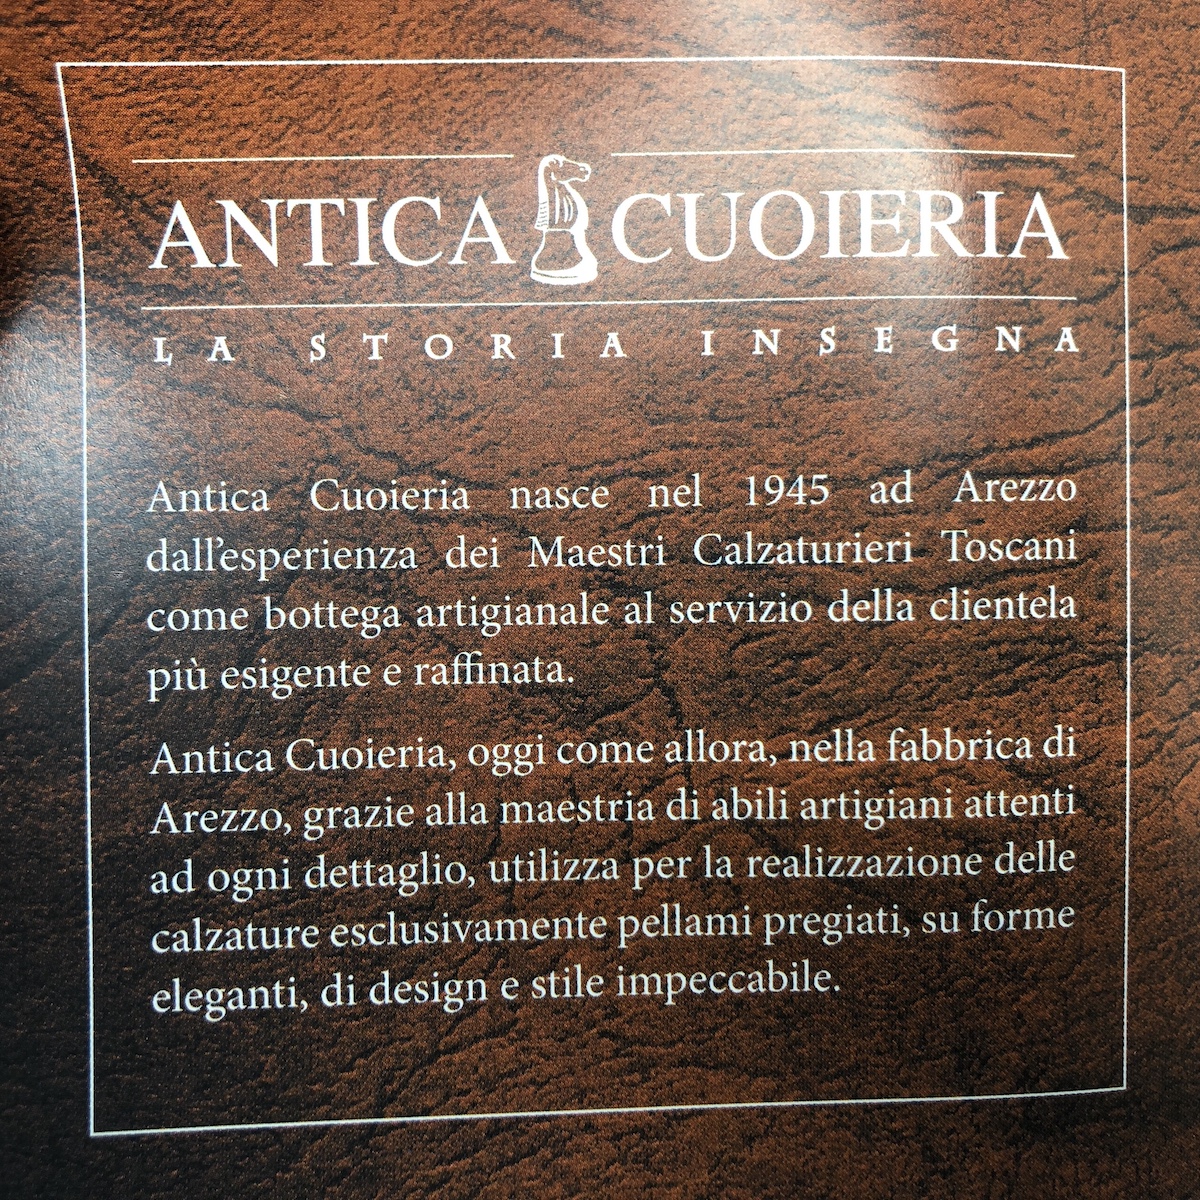 ANTICA CUOIERIA
LA STORIA INSEGNA
Antica Cuoieria nasce nel 1945 ad Arezzo
dall'esperienza dei Maestri Calzaturieri Toscani
come bottega artigianale al servizio della clientela
più esigente e raffinata.
Antica Cuoieria, oggi come allora, nella fabbrica di
Arezzo, grazie alla maestria di abili artigiani attenti
ad ogni dettaglio, utilizza per la realizzazione delle
calzature esclusivamente pellami pregiati, su forme
eleganti, di design e stile impeccabile.